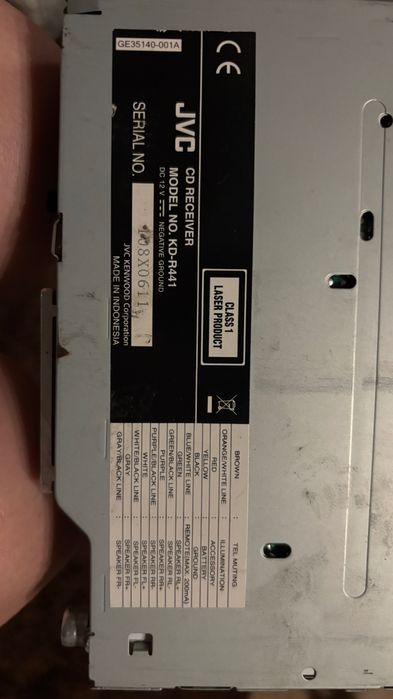 CE
CLASS 1
LASER PRODUCT
JVC
CD RECEIVER
MODEL NO. KD-R441
DC 12 V NEGATIVE GROUND
SERIAL NO.
JVC KENWOOD Corporation
MADE IN INDONESIA
GE35140-001A
BROWN : TEL MUTING
ORANGE/WHITE LINE : ILLUMINATION
RED : ACCESSORY
YELLOW : BATTERY
BLACK : GROUND
BLUE/WHITE LINE : REMOTE(MAX. 200mA)
GREEN : SPEAKER RL+
GREEN/BLACK LINE : SPEAKER RL-
PURPLE : SPEAKER RR+
PURPLE/BLACK LINE : SPEAKER RR-
WHITE : SPEAKER FL+
WHITE/BLACK LINE : SPEAKER FL-
GRAY : SPEAKER FR+
GRAY/BLACK LINE : SPEAKER FR-